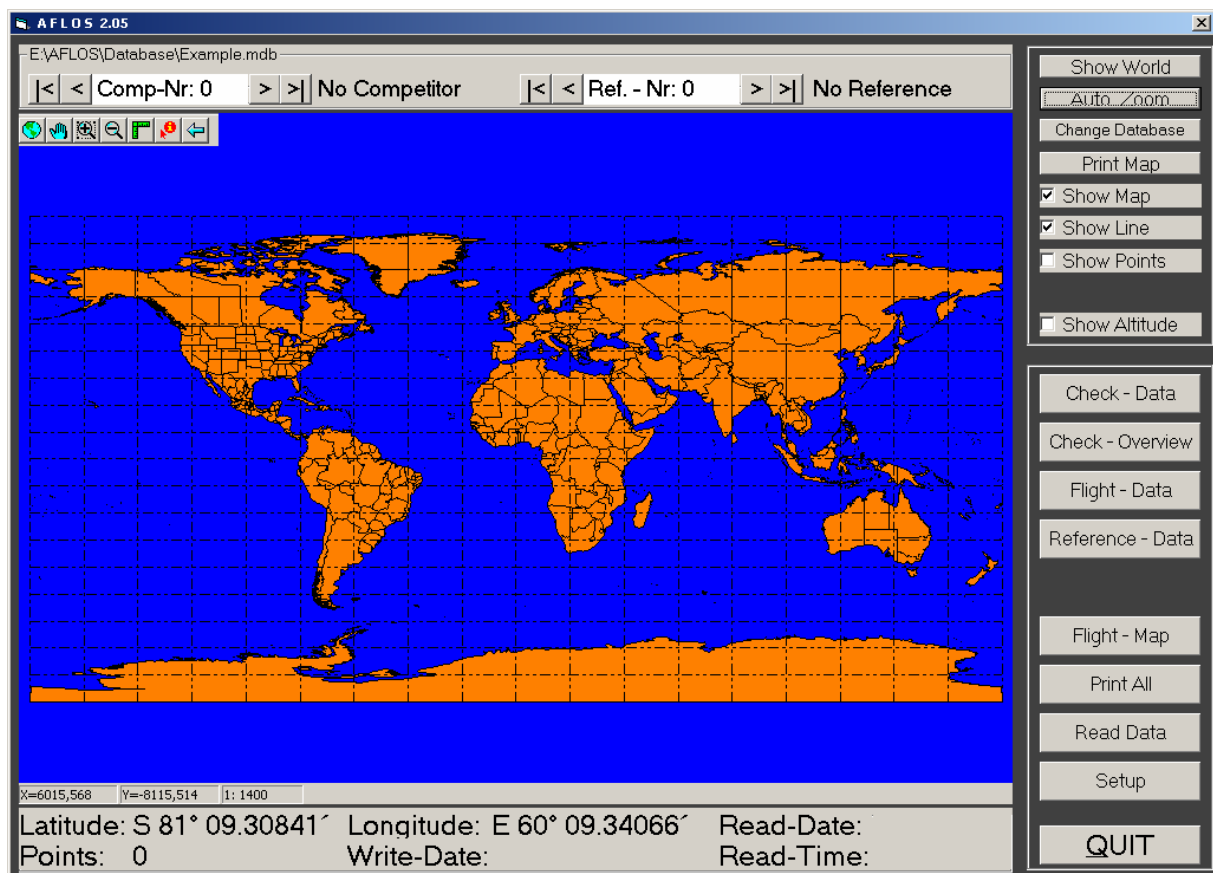 A F L O S 2.05
E:\AFLOS\Database\Example.mdb
|< < Comp-Nr: 0 > >| No Competitor |< < Ref. - Nr: 0 > >| No Reference
Show World
Auto Zoom
Change Database
Print Map
Show Map
Show Line
Show Points
Show Altitude
Check - Data
Check - Overview
Flight - Data
Reference - Data
Flight - Map
Print All
Read Data
Setup
QUIT
X=6015,568 Y=-8115,514 1: 1400
Latitude: S 81° 09.30841´ Longitude: E 60° 09.34066´ Read-Date:
Points: 0 Write-Date: Read-Time: